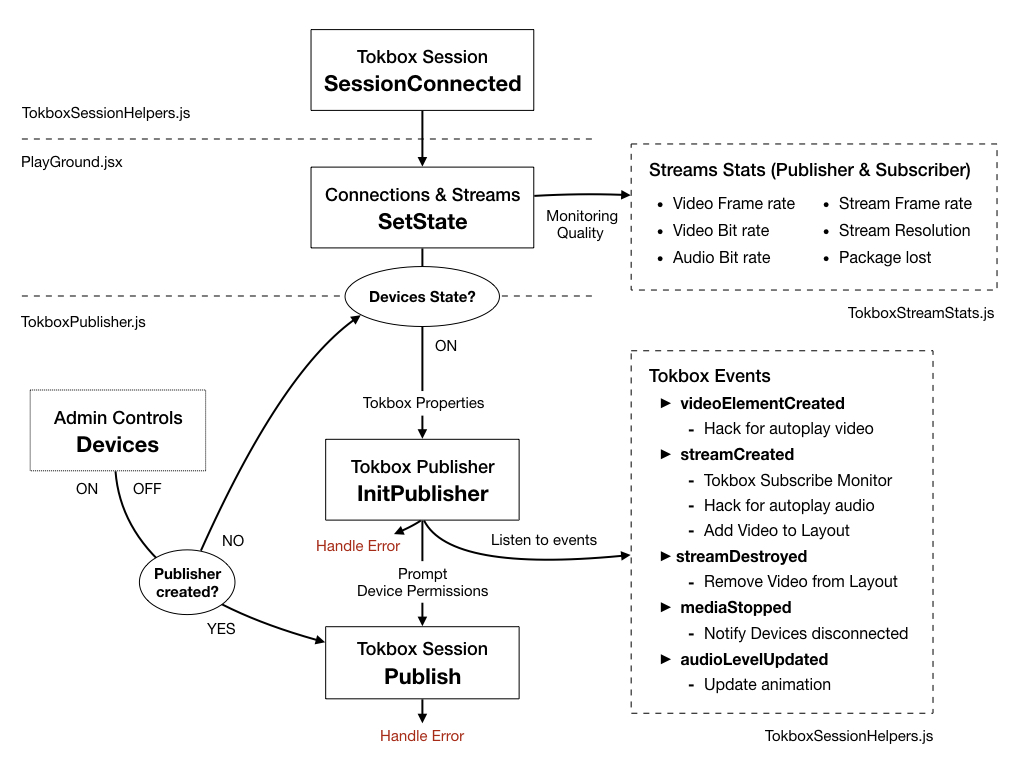 Tokbox Session
SessionConnected
TokboxSessionHelpers.js
PlayGround.jsx
Connections & Streams
SetState
Monitoring
Quality
Streams Stats (Publisher & Subscriber)
• Video Frame rate
• Video Bit rate
• Audio Bit rate
• Stream Frame rate
• Stream Resolution
• Package lost
TokboxStreamStats.js
Devices State?
TokboxPublisher.js
ON
Tokbox Properties
Admin Controls
Devices
ON OFF
Tokbox Publisher
InitPublisher
NO
Handle Error
Listen to events
Publisher
created?
YES
Prompt
Device Permissions
Tokbox Session
Publish
Handle Error
Tokbox Events
► videoElementCreated
- Hack for autoplay video
► streamCreated
- Tokbox Subscribe Monitor
- Hack for autoplay audio
- Add Video to Layout
► streamDestroyed
- Remove Video from Layout
► mediaStopped
- Notify Devices disconnected
► audioLevelUpdated
- Update animation
TokboxSessionHelpers.js